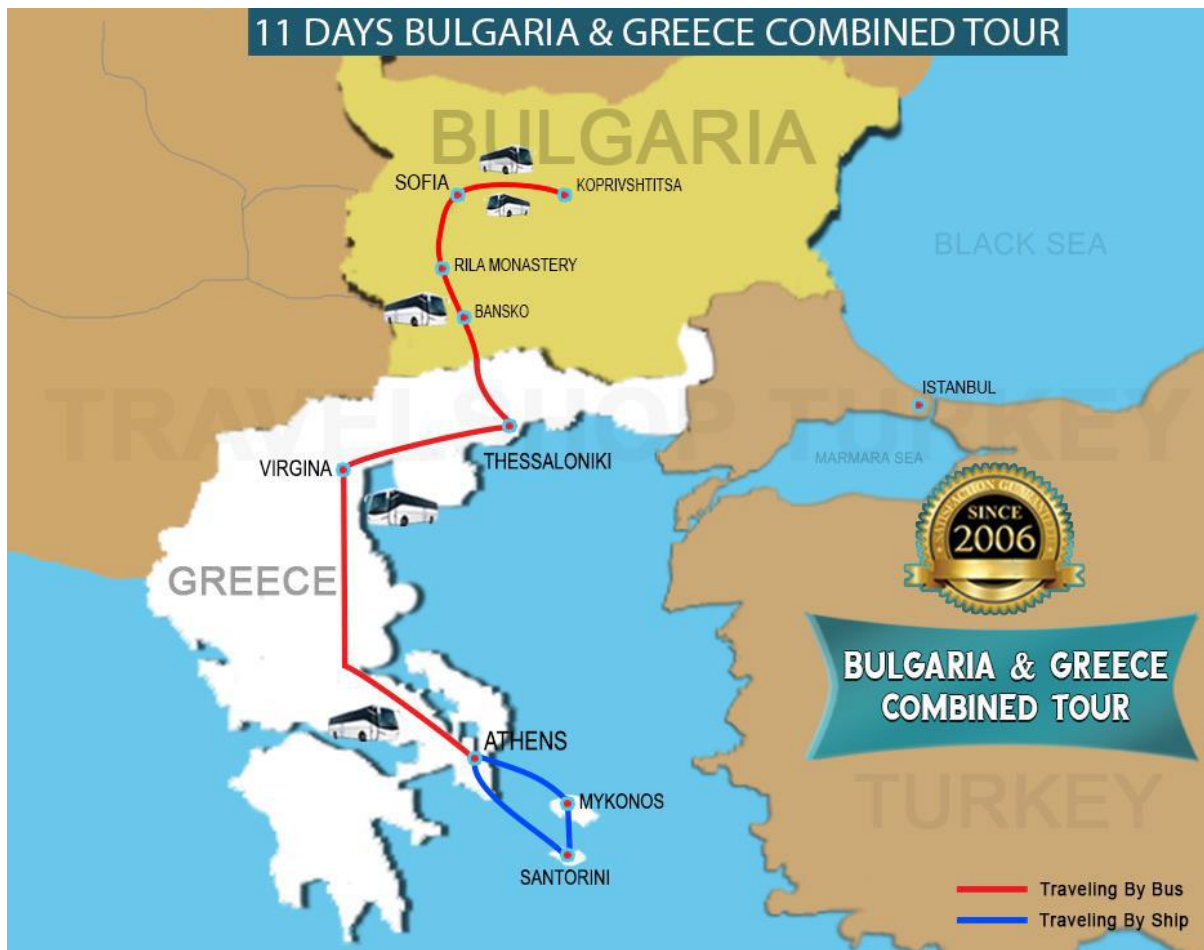 11 DAYS BULGARIA & GREECE COMBINED TOUR
BULGARIA
SOFIA
KOPRIVSHTITSA
BLACK SEA
RILA MONASTERY
BANSKO
ISTANBUL
TRAVELSHOP TURKEY
MARMARA SEA
THESSALONIKI
VIRGINA
SATISFACTION GUARANTEED
SINCE
2006
GREECE
BULGARIA & GREECE
COMBINED TOUR
ATHENS
MYKONOS
TURKEY
SANTORINI
Traveling By Bus
Traveling By Ship